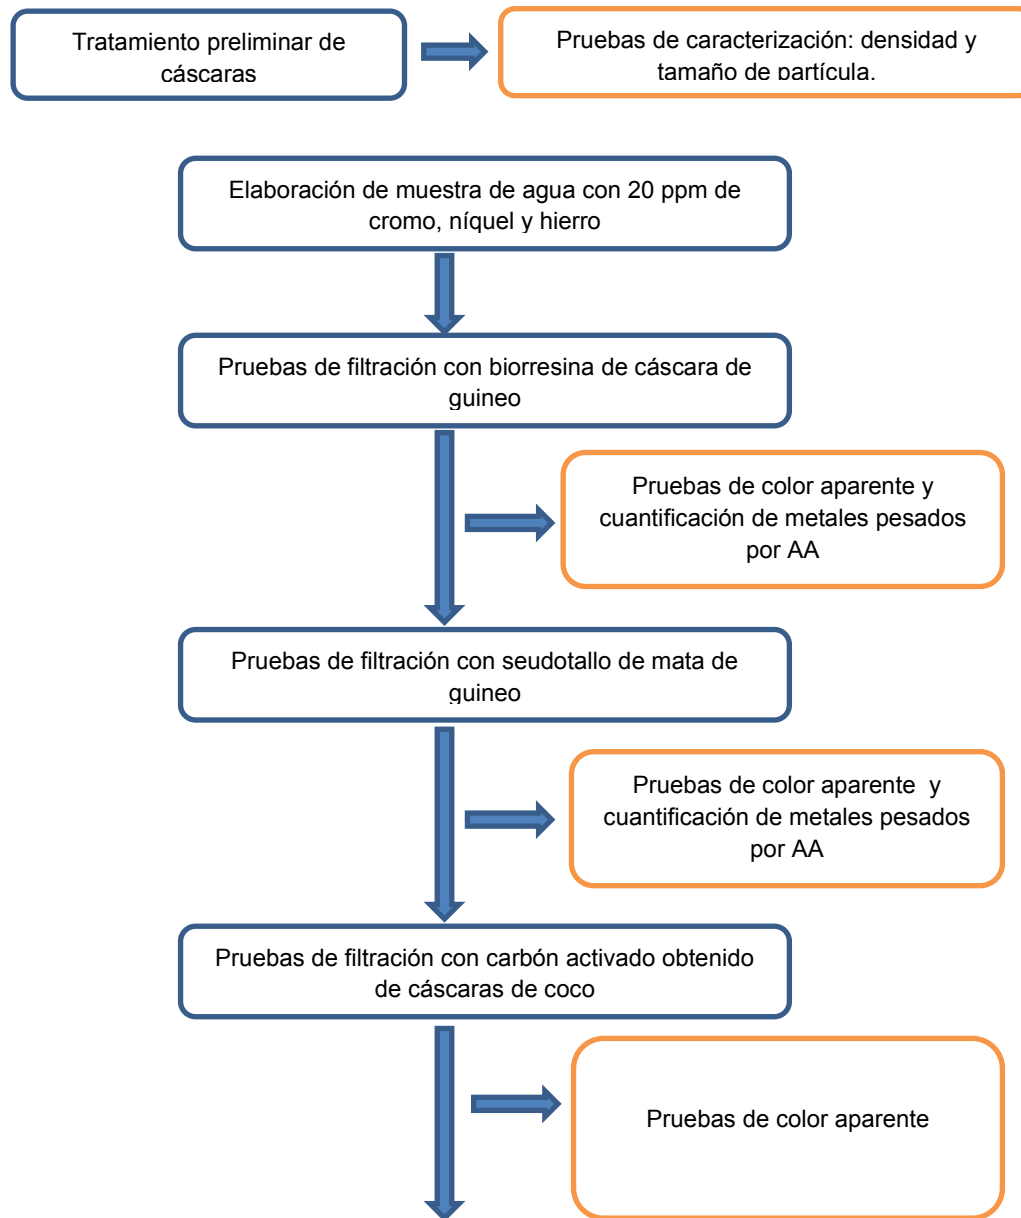 Tratamiento preliminar de
cáscaras
Pruebas de caracterización: densidad y
tamaño de partícula.
Elaboración de muestra de agua con 20 ppm de
cromo, níquel y hierro
Pruebas de filtración con biorresina de cáscara de
guineo
Pruebas de color aparente y
cuantificación de metales pesados
por AA
Pruebas de filtración con seudotallo de mata de
guineo
Pruebas de color aparente y
cuantificación de metales pesados
por AA
Pruebas de filtración con carbón activado obtenido
de cáscaras de coco
Pruebas de color aparente